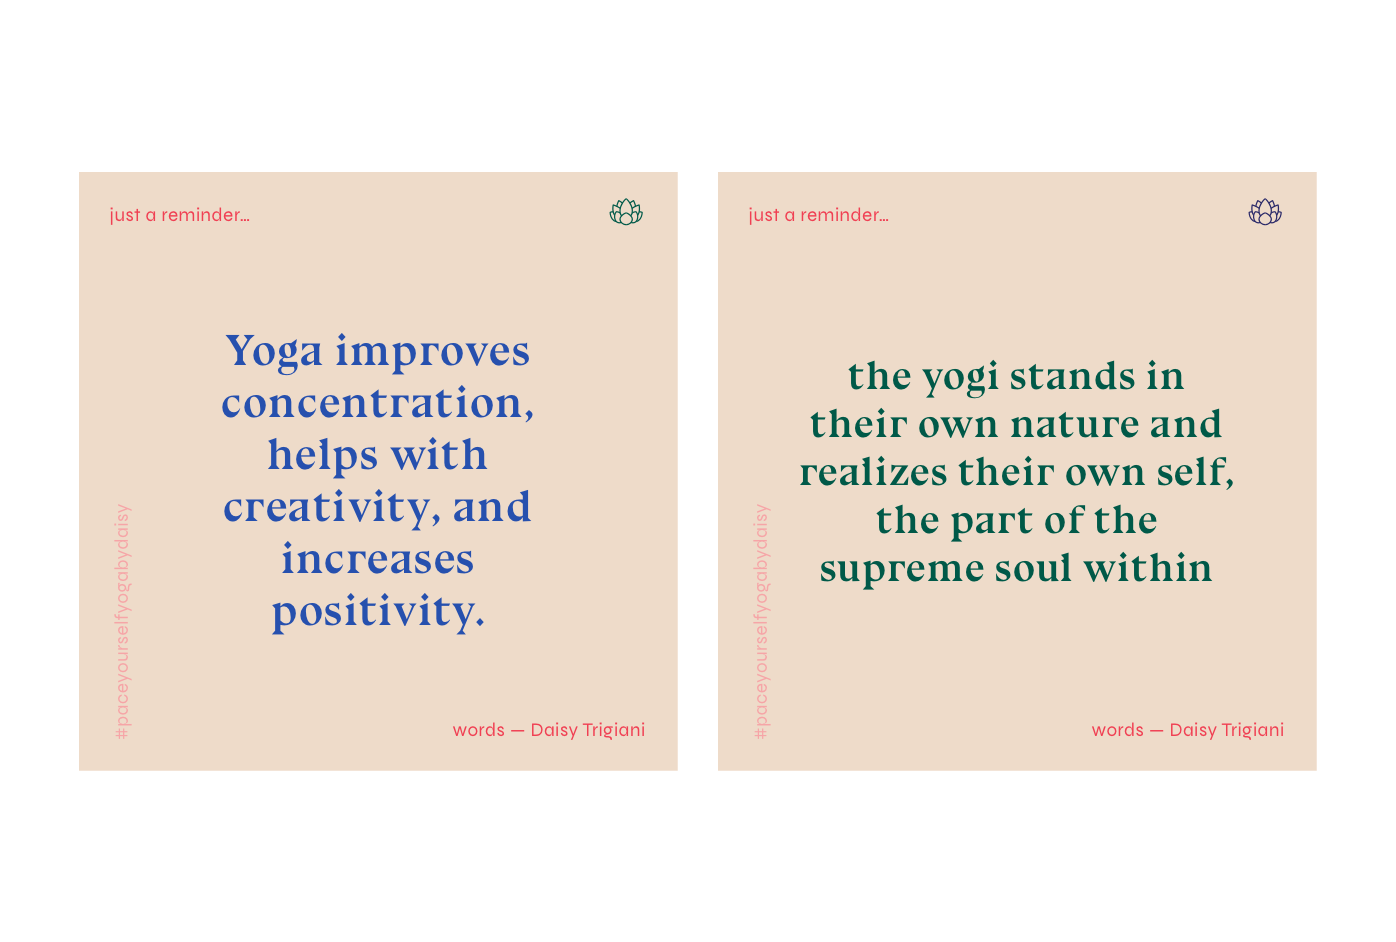 just a reminder...
Yoga improves
concentration,
helps with
creativity, and
increases
positivity.
#paceyourselfyogabydaisy
words — Daisy Trigiani
just a reminder...
the yogi stands in
their own nature and
realizes their own self,
the part of the
supreme soul within
#paceyourselfyogabydaisy
words — Daisy Trigiani